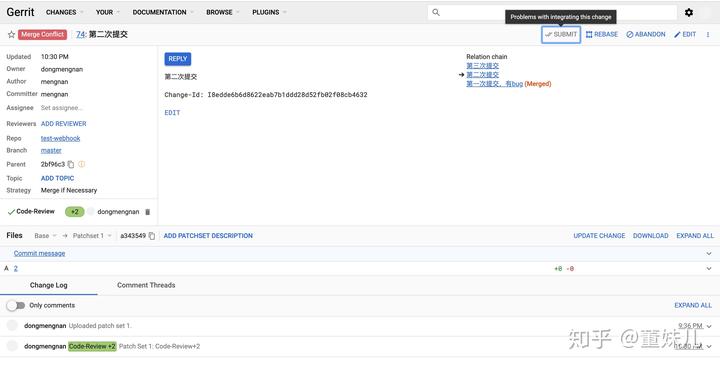 Gerrit CHANGES YOUR DOCUMENTATION BROWSE PLUGINS
Problems with integrating this change
Merge Conflict 74: 第二次提交 SUBMIT REBASE ABANDON EDIT
Updated 10:30 PM
Owner dongmengnan
Author mengnan
Committer mengnan
Assignee Set assignee...
Reviewers ADD REVIEWER
Repo test-webhook
Branch master
Parent 2bf96c3
Topic ADD TOPIC
Strategy Merge if Necessary
Code-Review +2 dongmengnan
REPLY
第二次提交
Change-Id: I8edde6b6d8622eab7b1ddd28d52fb02f08cb4632
EDIT
Relation chain
第三次提交
第二次提交
第一次提交，有bug (Merged)
Files Base → Patchset 1 a343549 ADD PATCHSET DESCRIPTION UPDATE CHANGE DOWNLOAD EXPAND ALL
Commit message
A 2 +0 -0
Change Log Comment Threads
Only comments EXPAND ALL
dongmengnan Uploaded patch set 1. 9:36 PM
dongmengnan Code-Review +2 Patch Set 1: Code-Review+2
知乎 @董妹儿